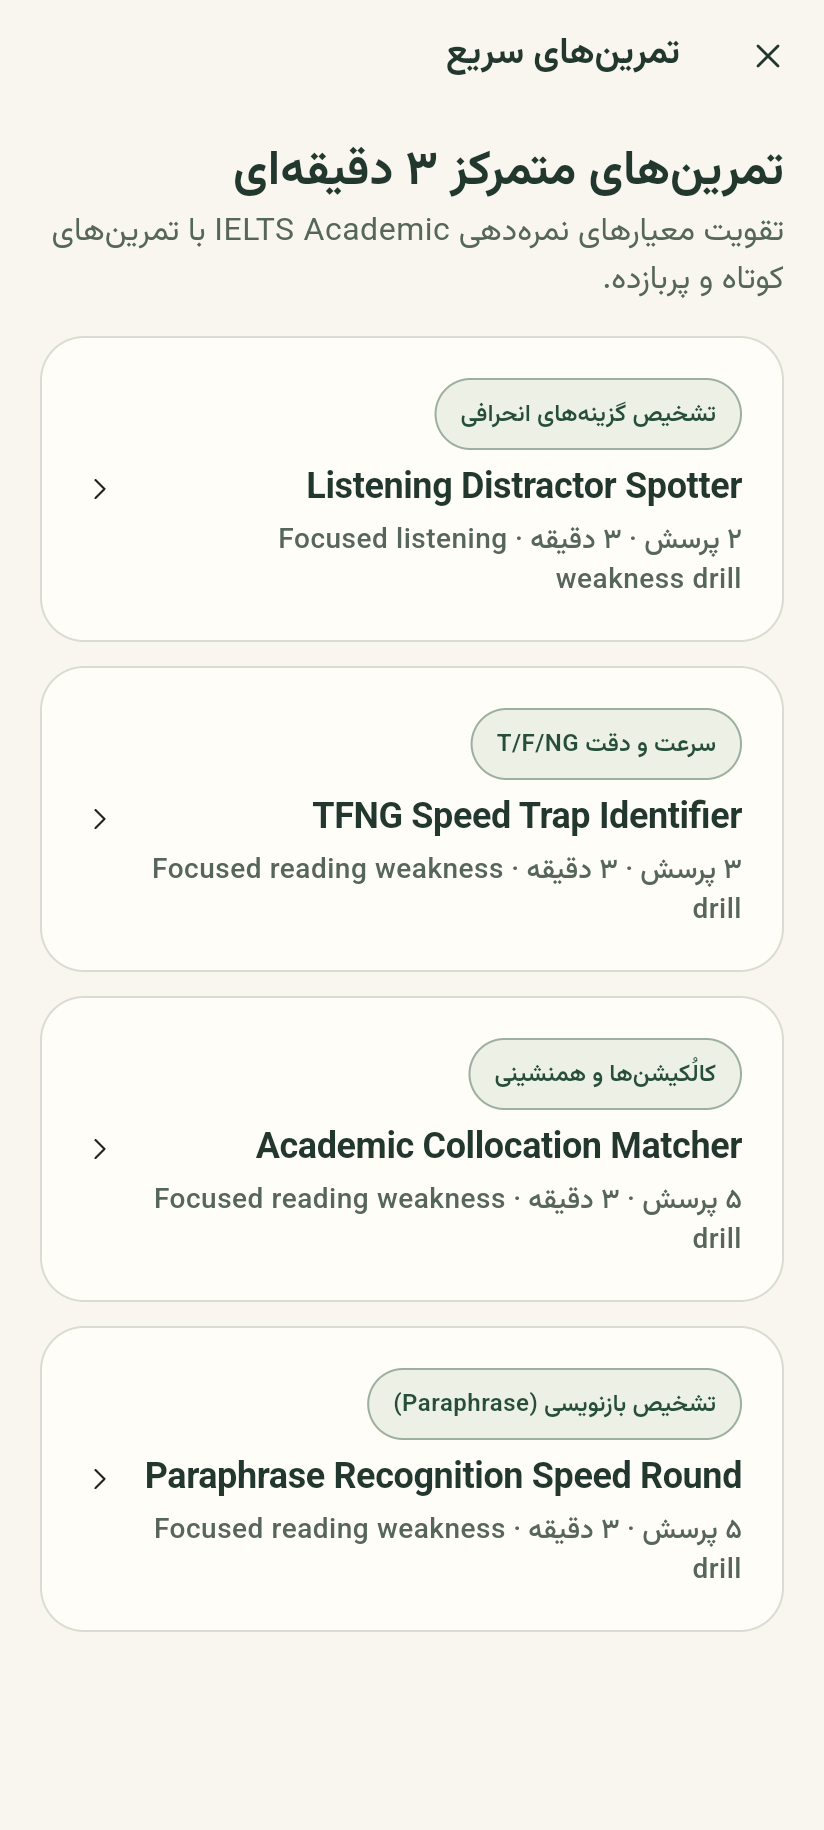 تمرین‌های سریع
تمرین‌های متمرکز ۳ دقیقه‌ای
تقویت معیارهای نمره‌دهی IELTS Academic با تمرین‌های
کوتاه و پربازده.
تشخیص گزینه‌های انحرافی
Listening Distractor Spotter
۲ پرسش · ۳ دقیقه · Focused listening
weakness drill
سرعت و دقت T/F/NG
TFNG Speed Trap Identifier
۳ پرسش · ۳ دقیقه · Focused reading weakness
drill
کالُکیشن‌ها و همنشینی
Academic Collocation Matcher
۵ پرسش · ۳ دقیقه · Focused reading weakness
drill
تشخیص بازنویسی (Paraphrase)
Paraphrase Recognition Speed Round
۵ پرسش · ۳ دقیقه · Focused reading weakness
drill